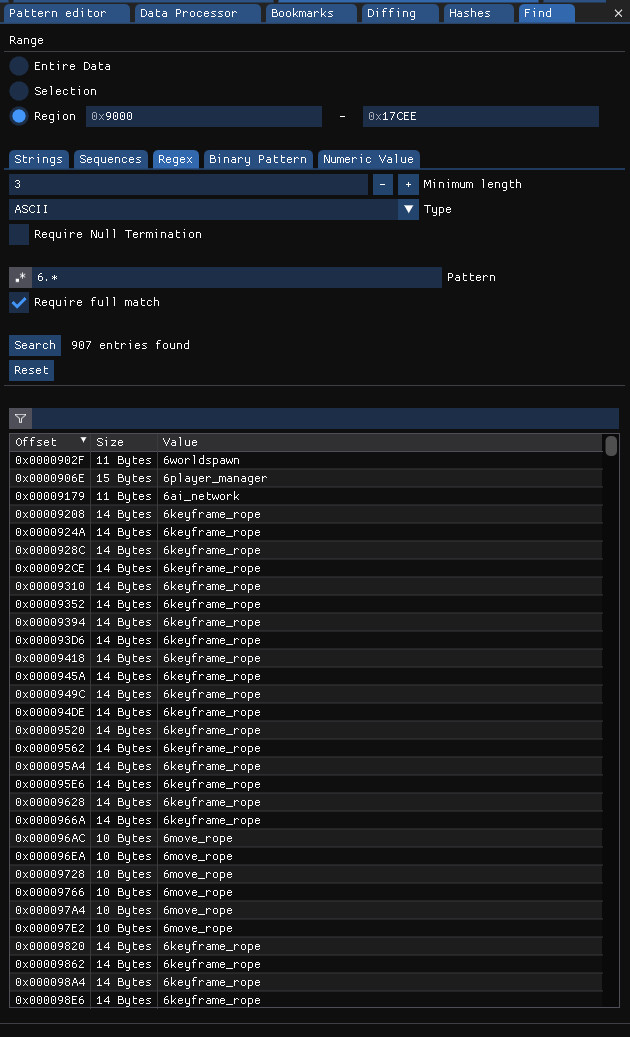 Pattern editor Data Processor Bookmarks Diffing Hashes Find ×
Range
Entire Data
Selection
Region 0x9000 - 0x17CEE
Strings Sequences Regex Binary Pattern Numeric Value
3 - + Minimum length
ASCII ▼ Type
Require Null Termination
.* 6.* Pattern
Require full match
Search 907 entries found
Reset
Offset ▼ Size Value
0x0000902F 11 Bytes 6worldspawn
0x0000906E 15 Bytes 6player_manager
0x00009179 11 Bytes 6ai_network
0x00009208 14 Bytes 6keyframe_rope
0x0000924A 14 Bytes 6keyframe_rope
0x0000928C 14 Bytes 6keyframe_rope
0x000092CE 14 Bytes 6keyframe_rope
0x00009310 14 Bytes 6keyframe_rope
0x00009352 14 Bytes 6keyframe_rope
0x00009394 14 Bytes 6keyframe_rope
0x000093D6 14 Bytes 6keyframe_rope
0x00009418 14 Bytes 6keyframe_rope
0x0000945A 14 Bytes 6keyframe_rope
0x0000949C 14 Bytes 6keyframe_rope
0x000094DE 14 Bytes 6keyframe_rope
0x00009520 14 Bytes 6keyframe_rope
0x00009562 14 Bytes 6keyframe_rope
0x000095A4 14 Bytes 6keyframe_rope
0x000095E6 14 Bytes 6keyframe_rope
0x00009628 14 Bytes 6keyframe_rope
0x0000966A 14 Bytes 6keyframe_rope
0x000096AC 10 Bytes 6move_rope
0x000096EA 10 Bytes 6move_rope
0x00009728 10 Bytes 6move_rope
0x00009766 10 Bytes 6move_rope
0x000097A4 10 Bytes 6move_rope
0x000097E2 10 Bytes 6move_rope
0x00009820 14 Bytes 6keyframe_rope
0x00009862 14 Bytes 6keyframe_rope
0x000098A4 14 Bytes 6keyframe_rope
0x000098E6 14 Bytes 6keyframe_rope